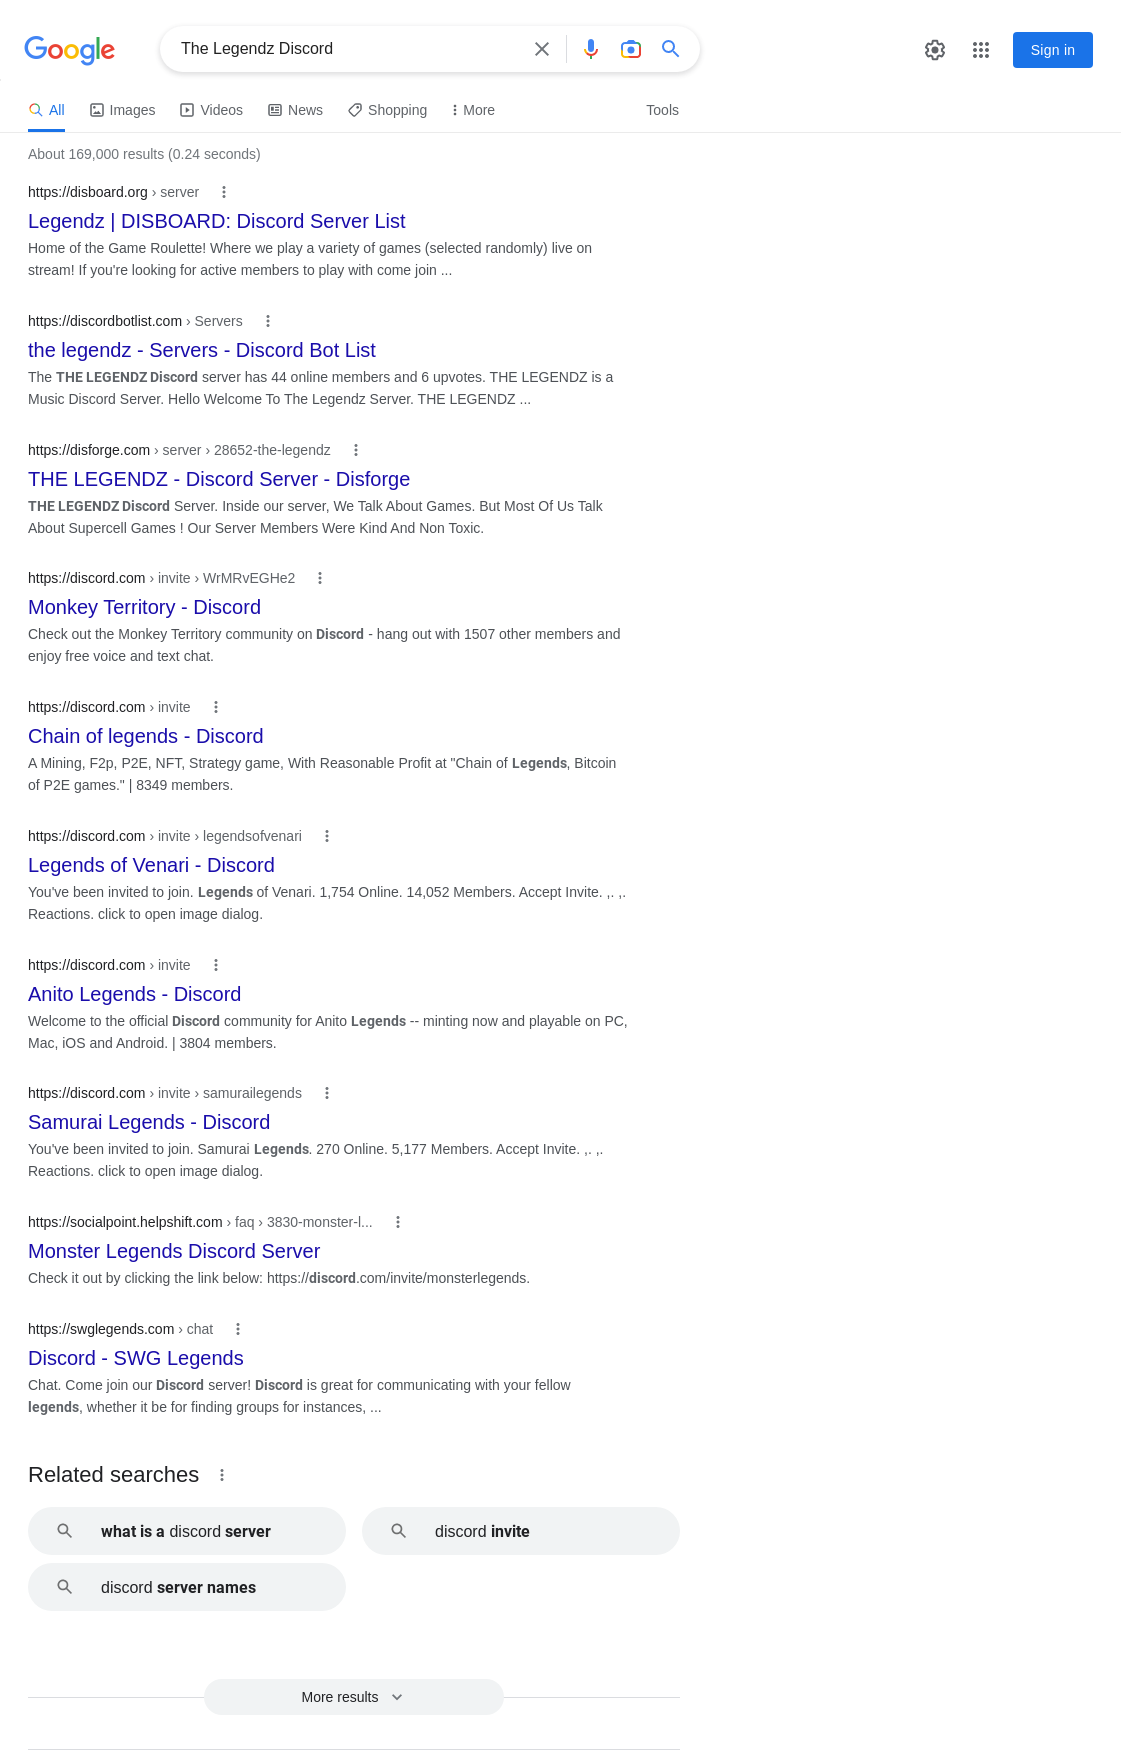 Google
The Legendz Discord
Sign in
All Images Videos News Shopping More Tools
About 169,000 results (0.24 seconds)
https://disboard.org › server
Legendz | DISBOARD: Discord Server List
Home of the Game Roulette! Where we play a variety of games (selected randomly) live on
stream! If you're looking for active members to play with come join ...
https://discordbotlist.com › Servers
the legendz - Servers - Discord Bot List
The THE LEGENDZ Discord server has 44 online members and 6 upvotes. THE LEGENDZ is a
Music Discord Server. Hello Welcome To The Legendz Server. THE LEGENDZ ...
https://disforge.com › server › 28652-the-legendz
THE LEGENDZ - Discord Server - Disforge
THE LEGENDZ Discord Server. Inside our server, We Talk About Games. But Most Of Us Talk
About Supercell Games ! Our Server Members Were Kind And Non Toxic.
https://discord.com › invite › WrMRvEGHe2
Monkey Territory - Discord
Check out the Monkey Territory community on Discord - hang out with 1507 other members and
enjoy free voice and text chat.
https://discord.com › invite
Chain of legends - Discord
A Mining, F2p, P2E, NFT, Strategy game, With Reasonable Profit at "Chain of Legends, Bitcoin
of P2E games." | 8349 members.
https://discord.com › invite › legendsofvenari
Legends of Venari - Discord
You've been invited to join. Legends of Venari. 1,754 Online. 14,052 Members. Accept Invite. ,. ,.
Reactions. click to open image dialog.
https://discord.com › invite
Anito Legends - Discord
Welcome to the official Discord community for Anito Legends -- minting now and playable on PC,
Mac, iOS and Android. | 3804 members.
https://discord.com › invite › samurailegends
Samurai Legends - Discord
You've been invited to join. Samurai Legends. 270 Online. 5,177 Members. Accept Invite. ,. ,.
Reactions. click to open image dialog.
https://socialpoint.helpshift.com › faq › 3830-monster-l...
Monster Legends Discord Server
Check it out by clicking the link below: https://discord.com/invite/monsterlegends.
https://swglegends.com › chat
Discord - SWG Legends
Chat. Come join our Discord server! Discord is great for communicating with your fellow
legends, whether it be for finding groups for instances, ...
Related searches
what is a discord server
discord invite
discord server names
More results